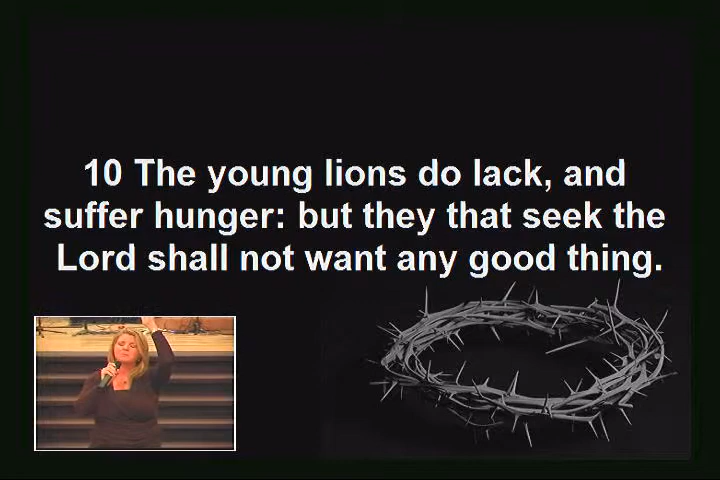 10 The young lions do lack, and
suffer hunger: but they that seek the
Lord shall not want any good thing.